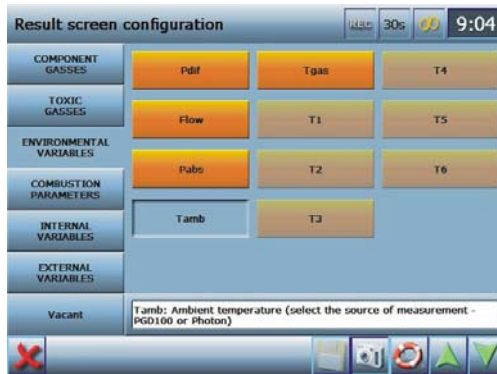 Result screen configuration
REC 30s 9:04
COMPONENT
GASSES
TOXIC
GASSES
ENVIRONMENTAL
VARIABLES
COMBUSTION
PARAMETERS
INTERNAL
VARIABLES
EXTERNAL
VARIABLES
Vacant
Pdif Tgas T4
Flow T1 T5
Pabs T2 T6
Tamb T3
Tamb: Ambient temperature (select the source of measurement -
PGD100 or Photon)